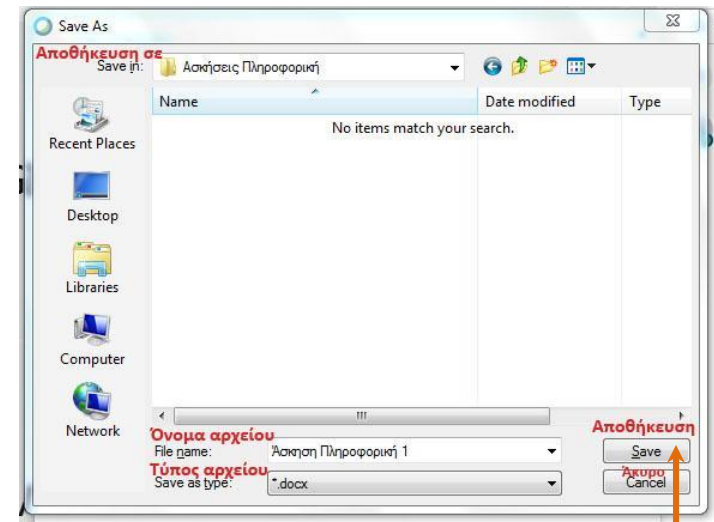 Save As
Αποθήκευση σε
Save in:
Ασκήσεις Πληροφορική
Name
Date modified
Type
No items match your search.
Recent Places
Desktop
Libraries
Computer
Network
Όνομα αρχείου
Αποθήκευση
File name:
Άσκηση Πληροφορική 1
Save
Τύπος αρχείου
Άκυρο
Save as type:
*.docx
Cancel